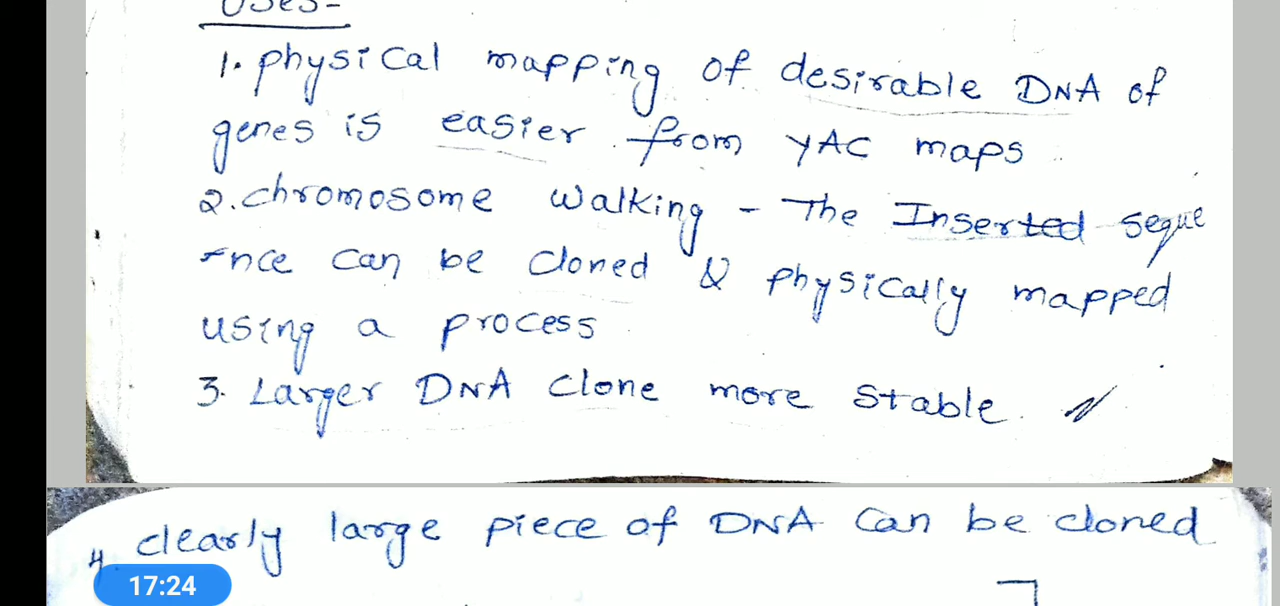 Uses-
1. physical mapping of desirable DNA of
genes is easier from YAC maps
2. chromosome walking - The Inserted seque
ence can be cloned & physically mapped
using a process
3. Larger DNA clone more stable.
4. clearly large piece of DNA can be cloned
17:24